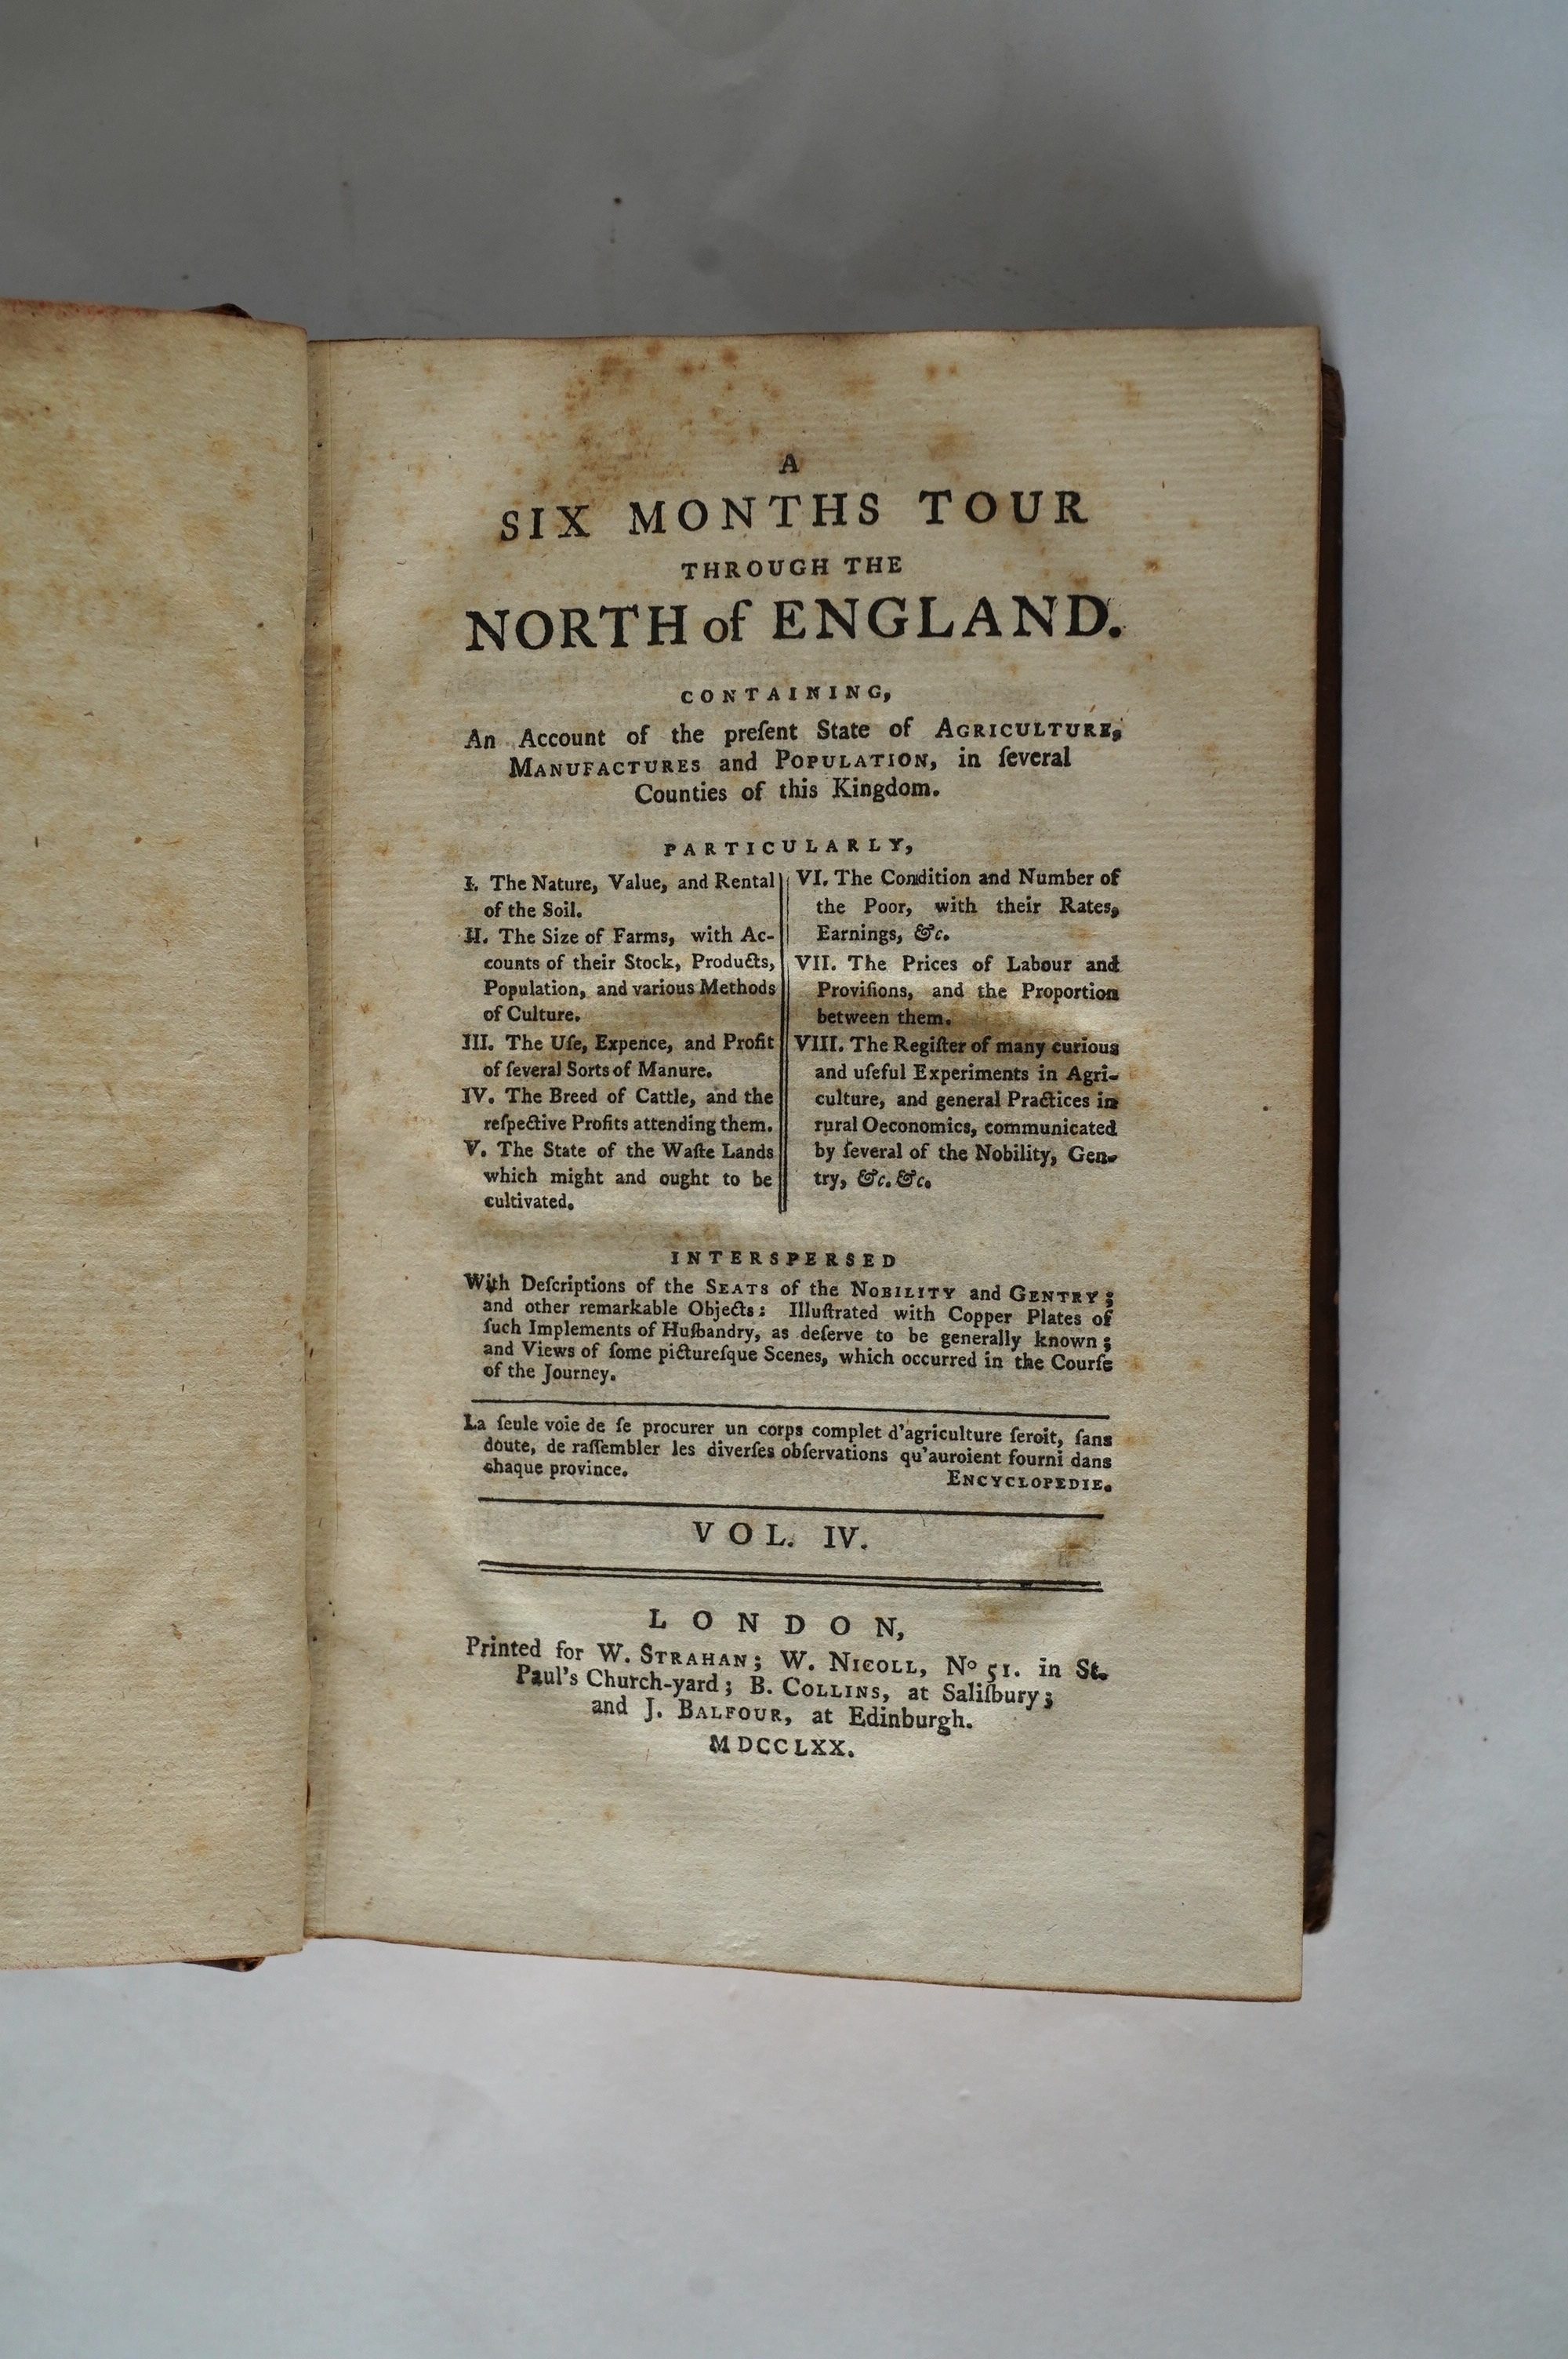 A
SIX MONTHS TOUR
THROUGH THE
NORTH of ENGLAND.
CONTAINING,
An Account of the preſent State of AGRICULTURE,
MANUFACTURES and POPULATION, in ſeveral
Counties of this Kingdom.
PARTICULARLY,
I. The Nature, Value, and Rental
of the Soil.
II. The Size of Farms, with Ac-
counts of their Stock, Products,
Population, and various Methods
of Culture.
III. The Uſe, Expence, and Profit
of ſeveral Sorts of Manure.
IV. The Breed of Cattle, and the
reſpective Profits attending them.
V. The State of the Waſte Lands
which might and ought to be
cultivated.
VI. The Condition and Number of
the Poor, with their Rates,
Earnings, &c.
VII. The Prices of Labour and
Proviſions, and the Proportion
between them.
VIII. The Regiſter of many curious
and uſeful Experiments in Agri-
culture, and general Practices in
rural Oeconomics, communicated
by ſeveral of the Nobility, Gen-
try, &c. &c.
INTERSPERSED
With Deſcriptions of the SEATS of the NOBILITY and GENTRY;
and other remarkable Objects: Illuſtrated with Copper Plates of
ſuch Implements of Huſbandry, as deſerve to be generally known;
and Views of ſome pictureſque Scenes, which occurred in the Courſe
of the Journey.
La ſeule voie de ſe procurer un corps complet d'agriculture ſeroit, ſans
doute, de raſſembler les diverſes obſervations qu'auroient fourni dans
chaque province.
ENCYCLOPEDIE.
VOL. IV.
LONDON,
Printed for W. STRAHAN; W. NICOLL, No 51. in St.
Paul's Church-yard; B. COLLINS, at Saliſbury;
and J. BALFOUR, at Edinburgh.
MDCCLXX.